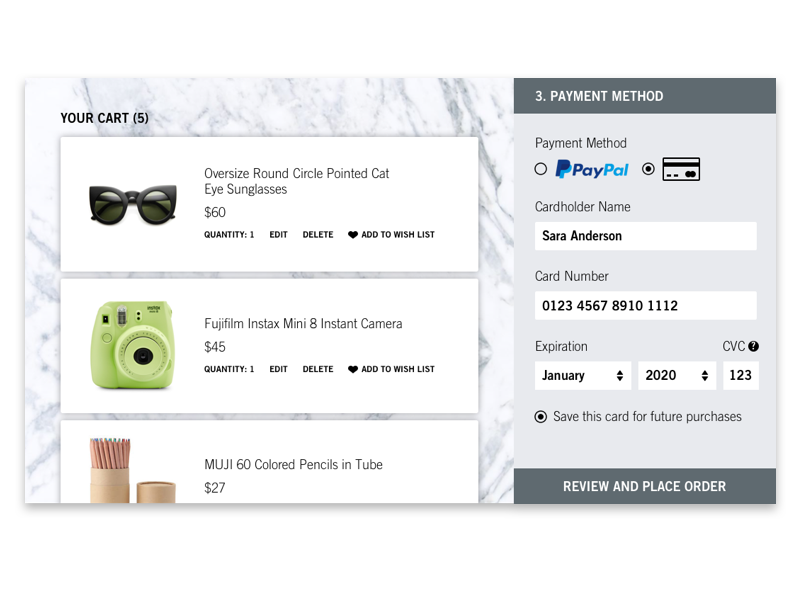 YOUR CART (5)
Oversize Round Circle Pointed Cat
Eye Sunglasses
$60
QUANTITY: 1 EDIT DELETE ADD TO WISH LIST
instax
Fujifilm Instax Mini 8 Instant Camera
$45
QUANTITY: 1 EDIT DELETE ADD TO WISH LIST
MUJI 60 Colored Pencils in Tube
$27
3. PAYMENT METHOD
Payment Method
PayPal
Cardholder Name
Sara Anderson
Card Number
0123 4567 8910 1112
Expiration CVC ?
January 2020 123
Save this card for future purchases
REVIEW AND PLACE ORDER